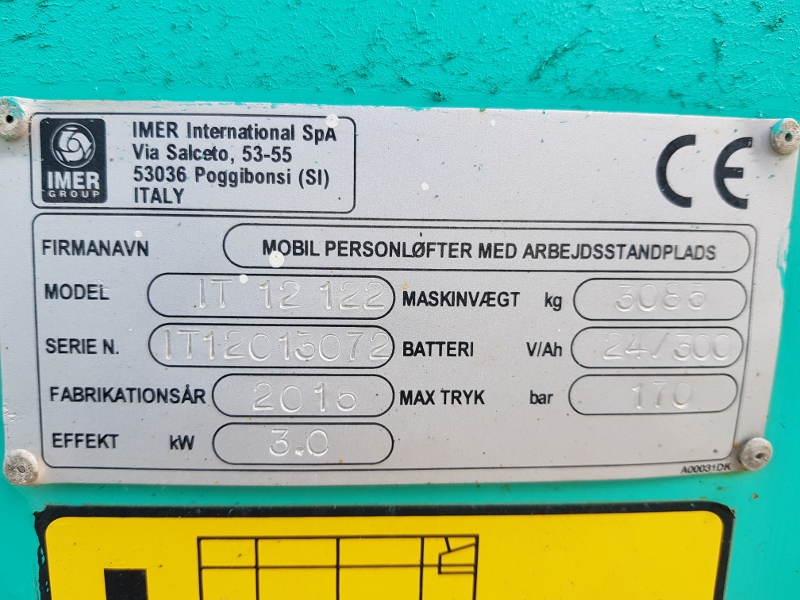 IMER GROUP
IMER International SpA
Via Salceto, 53-55
53036 Poggibonsi (SI)
ITALY
CE
FIRMANAVN MOBIL PERSONLØFTER MED ARBEJDSSTANDPLADS
MODEL IT 12 122 MASKINVÆGT kg 3085
SERIE N. IT12013072 BATTERI V/Ah 24/300
FABRIKATIONSÅR 2015 MAX TRYK bar 170
EFFEKT kW 3.0
A00031DK